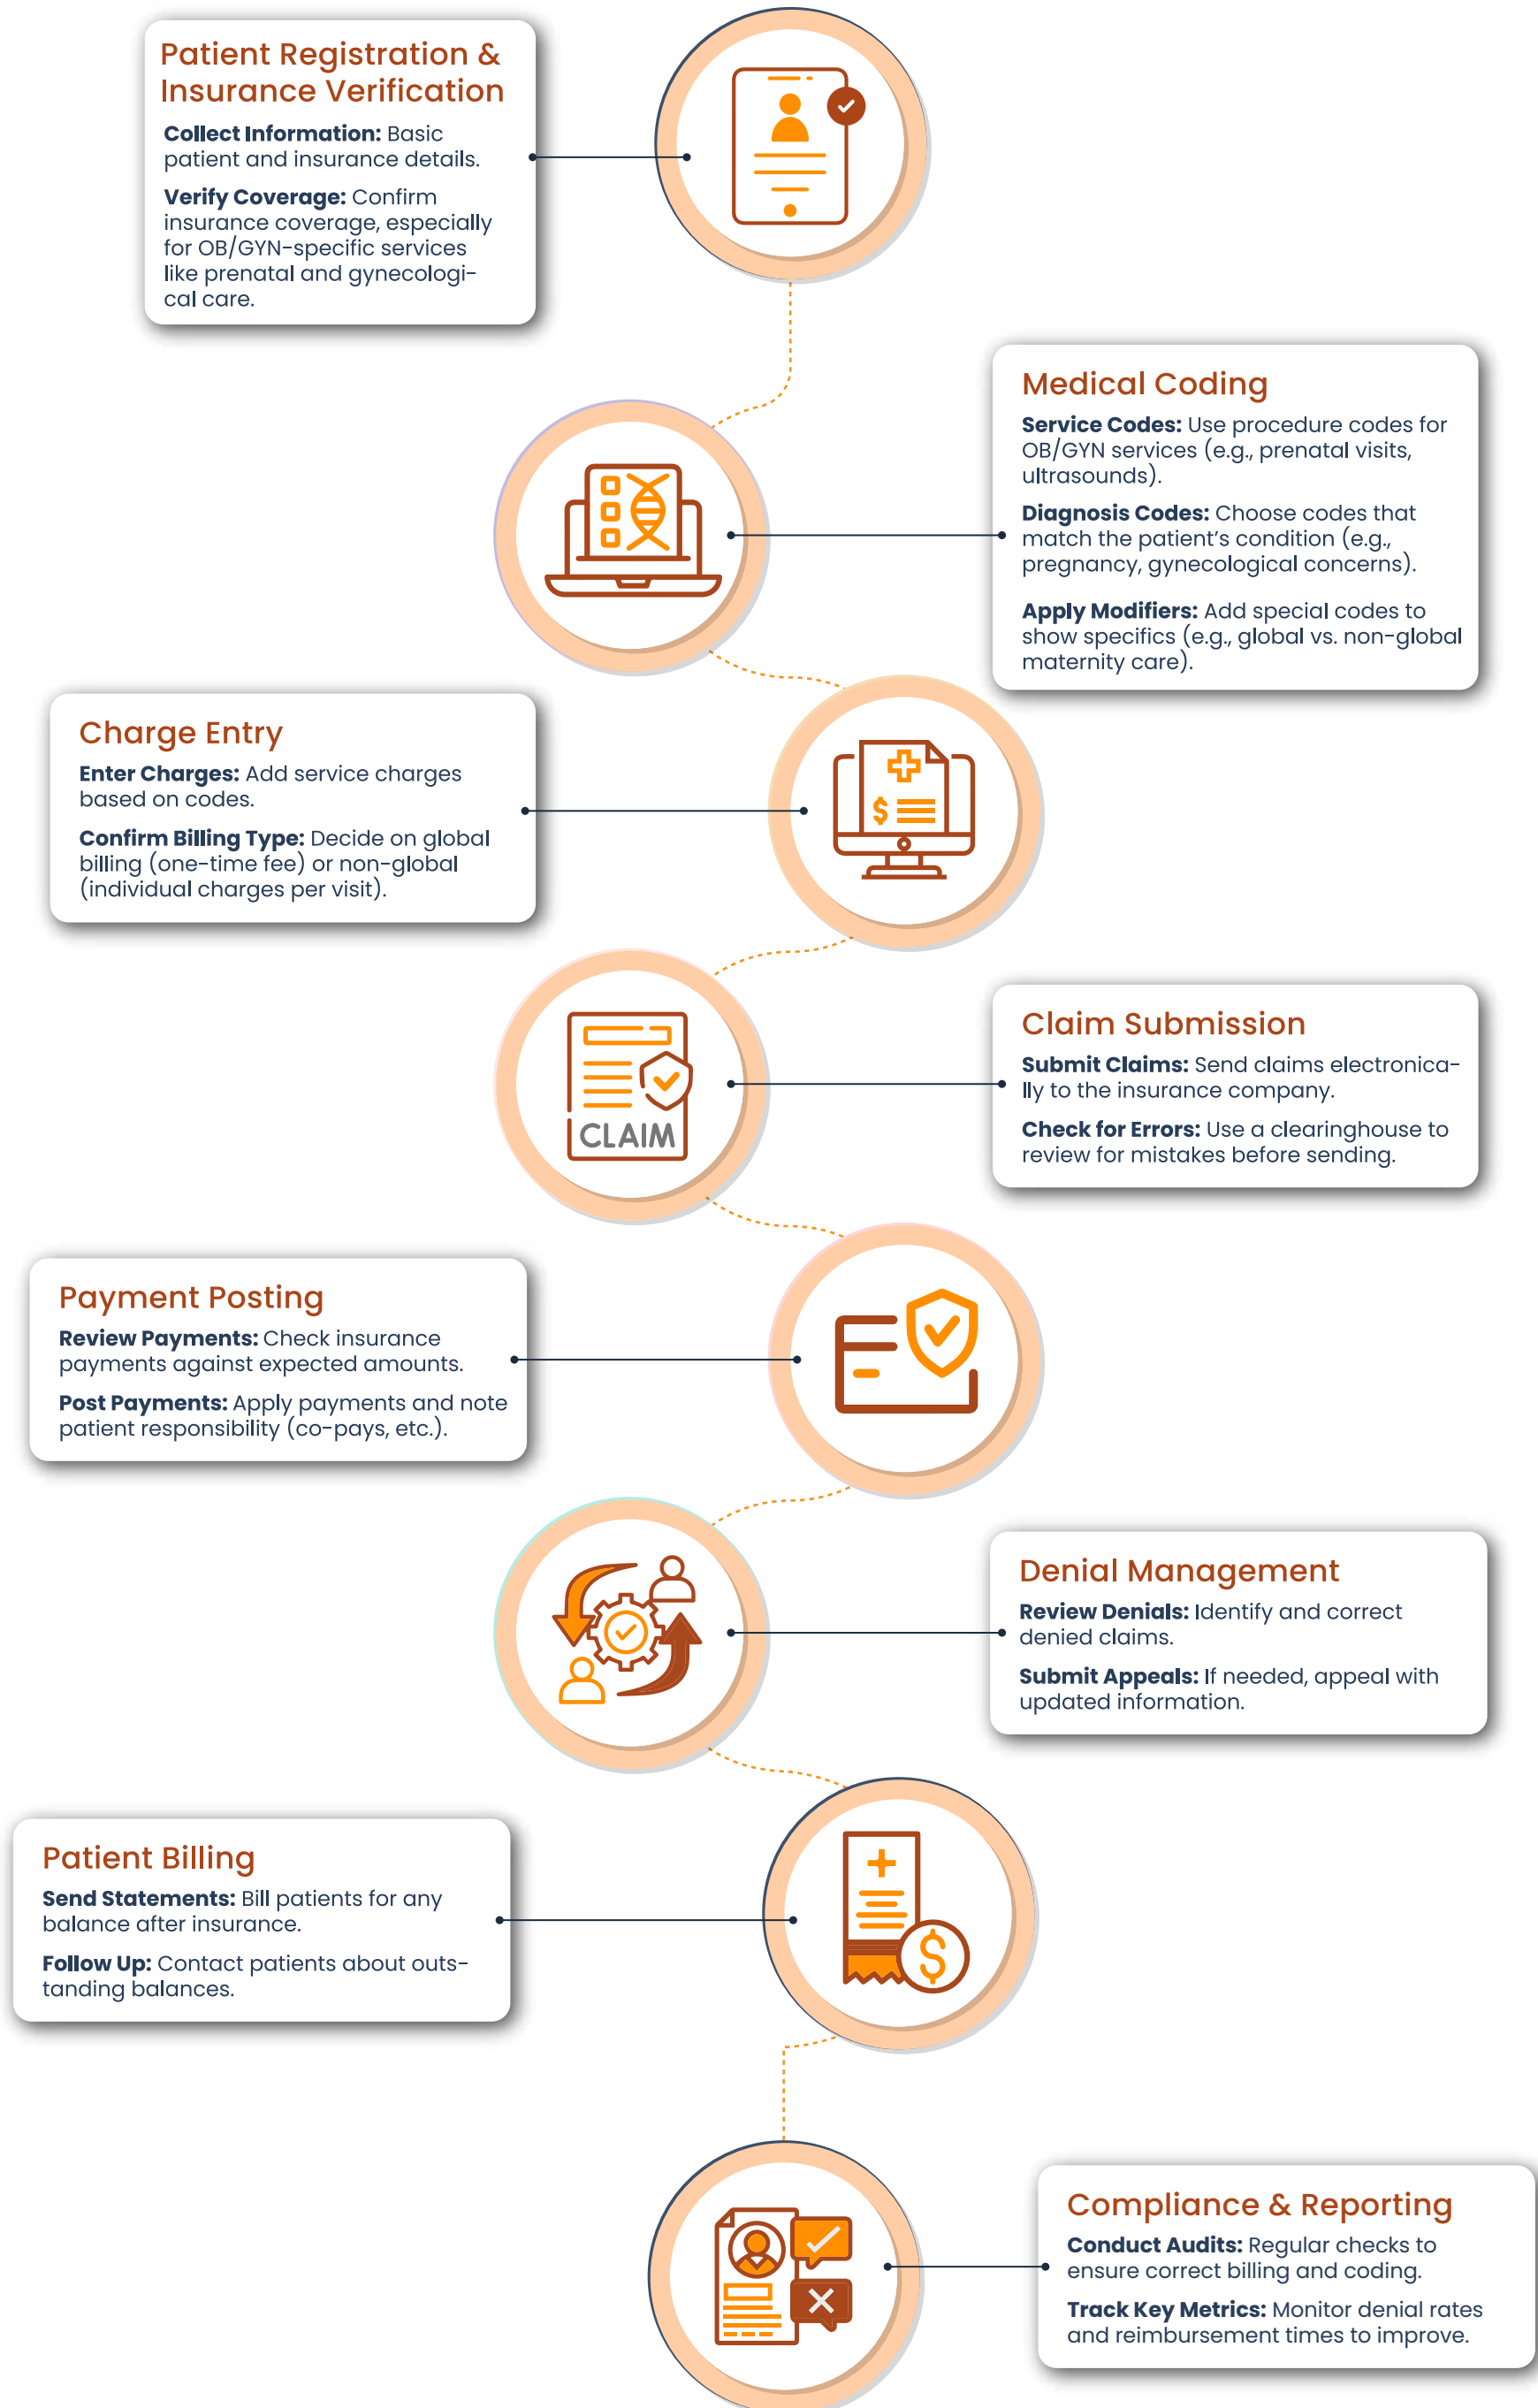 Patient Registration &
Insurance Verification
Collect Information: Basic
patient and insurance details.
Verify Coverage: Confirm
insurance coverage, especially
for OB/GYN-specific services
like prenatal and gynecologi-
cal care.
Medical Coding
Service Codes: Use procedure codes for
OB/GYN services (e.g., prenatal visits,
ultrasounds).
Diagnosis Codes: Choose codes that
match the patient’s condition (e.g.,
pregnancy, gynecological concerns).
Apply Modifiers: Add special codes to
show specifics (e.g., global vs. non-global
maternity care).
Charge Entry
Enter Charges: Add service charges
based on codes.
Confirm Billing Type: Decide on global
billing (one-time fee) or non-global
(individual charges per visit).
$
CLAIM
Claim Submission
Submit Claims: Send claims electronica-
lly to the insurance company.
Check for Errors: Use a clearinghouse to
review for mistakes before sending.
Payment Posting
Review Payments: Check insurance
payments against expected amounts.
Post Payments: Apply payments and note
patient responsibility (co-pays, etc.).
Denial Management
Review Denials: Identify and correct
denied claims.
Submit Appeals: If needed, appeal with
updated information.
Patient Billing
Send Statements: Bill patients for any
balance after insurance.
Follow Up: Contact patients about outs-
tanding balances.
$
Compliance & Reporting
Conduct Audits: Regular checks to
ensure correct billing and coding.
Track Key Metrics: Monitor denial rates
and reimbursement times to improve.